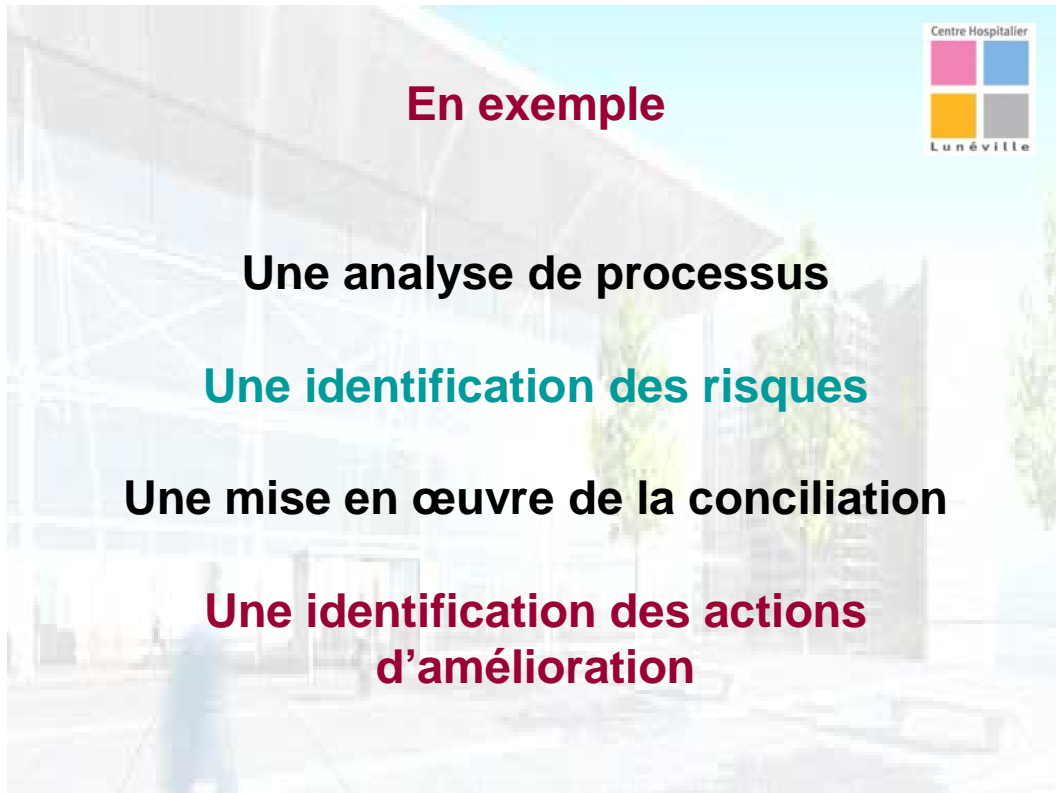 Centre Hospitalier
Lunéville
En exemple
Une analyse de processus
Une identification des risques
Une mise en œuvre de la conciliation
Une identification des actions
d’amélioration